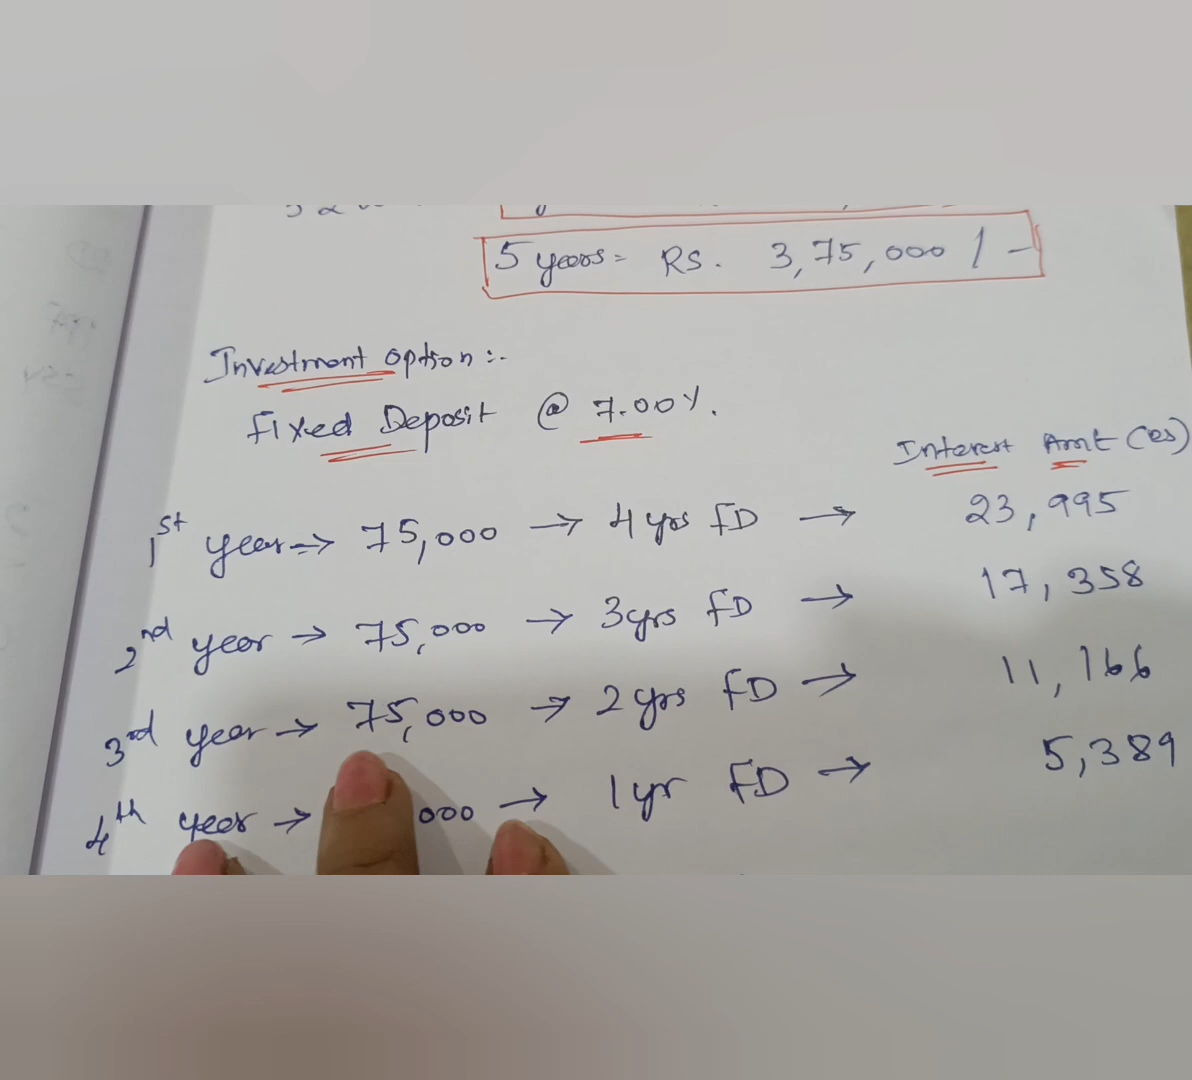 5 years = RS. 3,75,000 /-
Investment option :-
Fixed Deposit @ 7.00%.
Interest Amt (RS)
1st year => 75,000 → 4 yrs FD → 23,995
2nd year → 75,000 → 3 yrs FD → 17,358
3rd year → 75,000 → 2 yrs FD → 11,166
4th year → 000 → 1 yr FD → 5,389